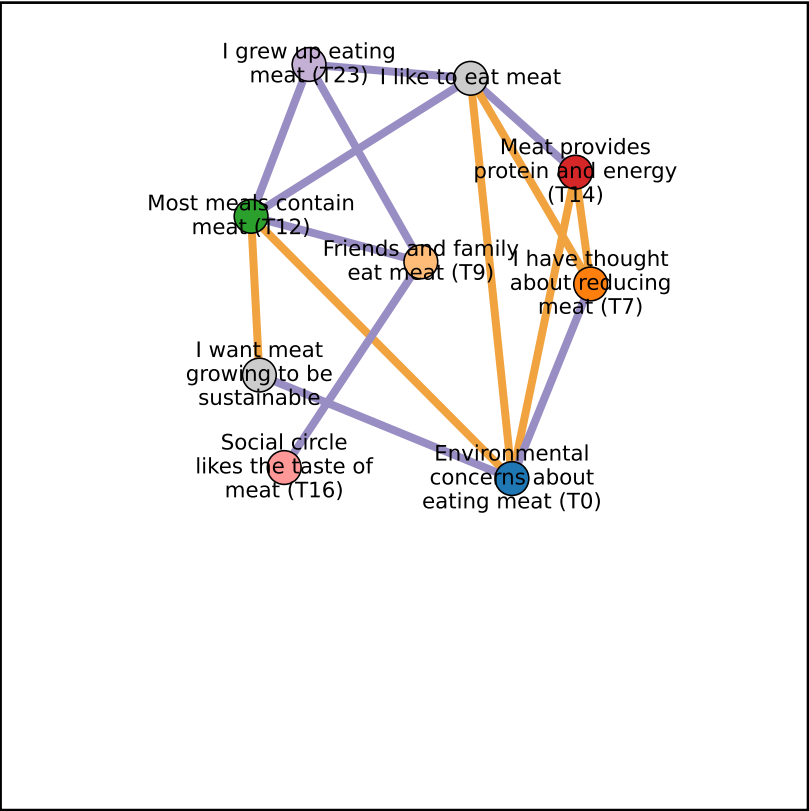 I grew up eating
meat (T23)
I like to eat meat
Meat provides
protein and energy
(T14)
Most meals contain
meat (T12)
Friends and family
eat meat (T9)
I have thought
about reducing
meat (T7)
I want meat
growing to be
sustainable
Social circle
likes the taste of
meat (T16)
Environmental
concerns about
eating meat (T0)